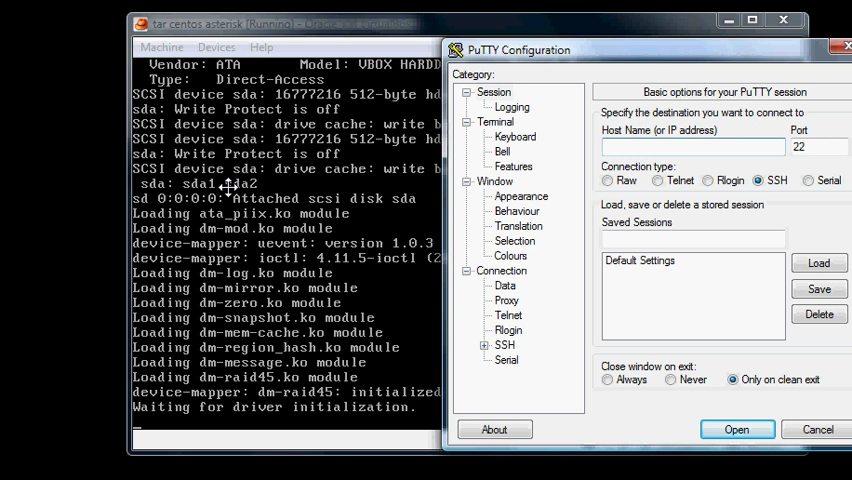 tar centos asterisk [Running] - Oracle
Machine Devices Help
Vendor: ATA Model: VBOX HARDD
Type: Direct-Access
SCSI device sda: 16777216 512-byte hd
sda: Write Protect is off
SCSI device sda: drive cache: write b
SCSI device sda: 16777216 512-byte hd
sda: Write Protect is off
SCSI device sda: drive cache: write b
sda: sda1 sda2
sd 0:0:0:0: Attached scsi disk sda
Loading ata_piix.ko module
Loading dm-mod.ko module
device-mapper: uevent: version 1.0.3
device-mapper: ioctl: 4.11.5-ioctl (2
Loading dm-log.ko module
Loading dm-mirror.ko module
Loading dm-zero.ko module
Loading dm-snapshot.ko module
Loading dm-mem-cache.ko module
Loading dm-region_hash.ko module
Loading dm-message.ko module
Loading dm-raid45.ko module
device-mapper: dm-raid45: initialized
Waiting for driver initialization.
PuTTY Configuration
Category:
Session
Logging
Terminal
Keyboard
Bell
Features
Window
Appearance
Behaviour
Translation
Selection
Colours
Connection
Data
Proxy
Telnet
Rlogin
SSH
Serial
Basic options for your PuTTY session
Specify the destination you want to connect to
Host Name (or IP address) Port
22
Connection type:
Raw Telnet Rlogin SSH Serial
Load, save or delete a stored session
Saved Sessions
Default Settings
Load
Save
Delete
Close window on exit:
Always Never Only on clean exit
About Open Cancel